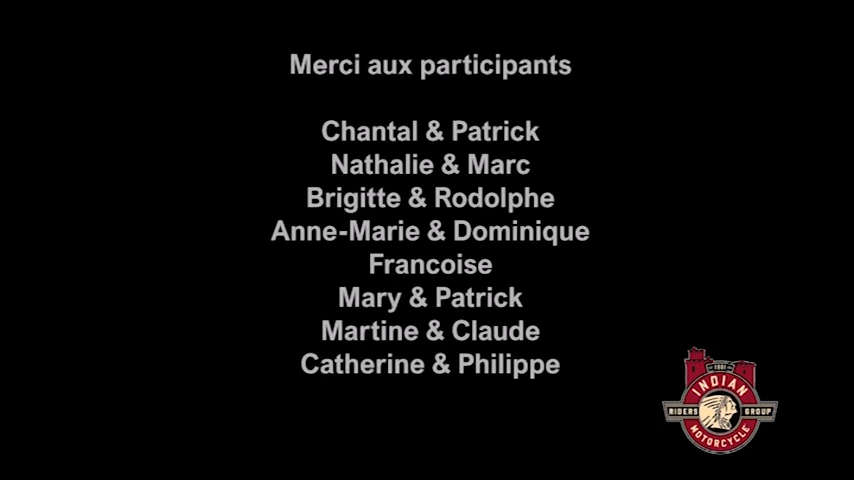 Merci aux participants
Chantal & Patrick
Nathalie & Marc
Brigitte & Rodolphe
Anne-Marie & Dominique
Francoise
Mary & Patrick
Martine & Claude
Catherine & Philippe
1901
INDIAN
RIDERS GROUP
MOTORCYCLE